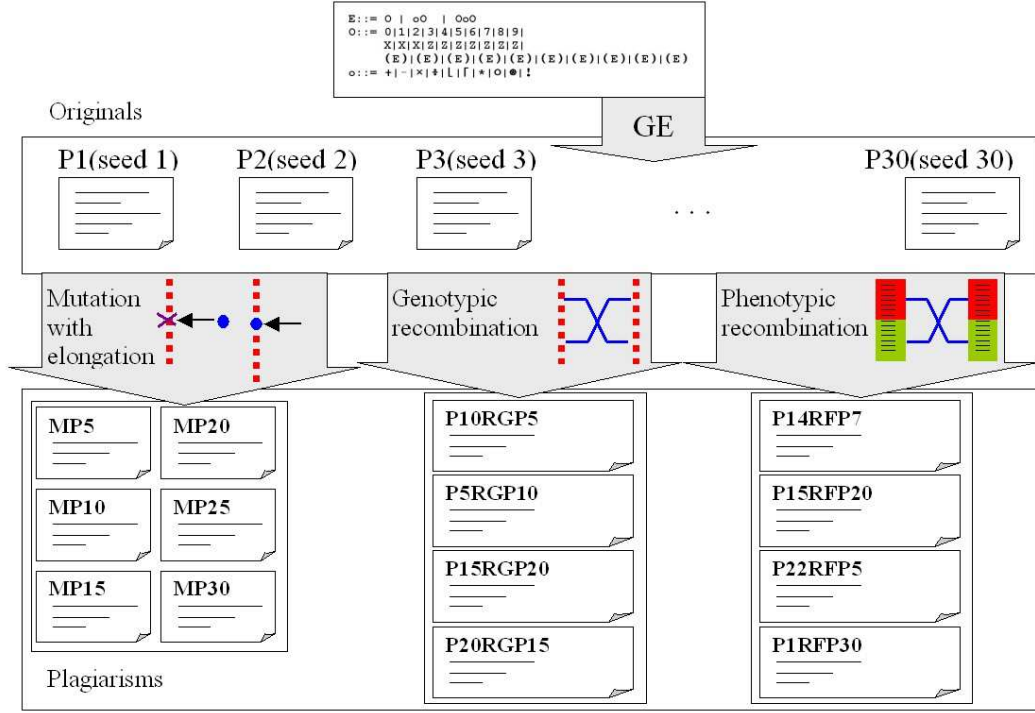 E::= O | oO | OoO
O::= 0|1|2|3|4|5|6|7|8|9|
X|X|X|Z|Z|Z|Z|Z|Z|Z|
(E)|(E)|(E)|(E)|(E)|(E)|(E)|(E)|(E)|(E)
o::= +|-|×|÷|⌊|⌈|*|○|⊛|!
Originals
GE
P1(seed 1)
P2(seed 2)
P3(seed 3)
. . .
P30(seed 30)
Mutation
with
elongation
Genotypic
recombination
Phenotypic
recombination
MP5
MP20
MP10
MP25
MP15
MP30
P10RGP5
P5RGP10
P15RGP20
P20RGP15
P14RFP7
P15RFP20
P22RFP5
P1RFP30
Plagiarisms